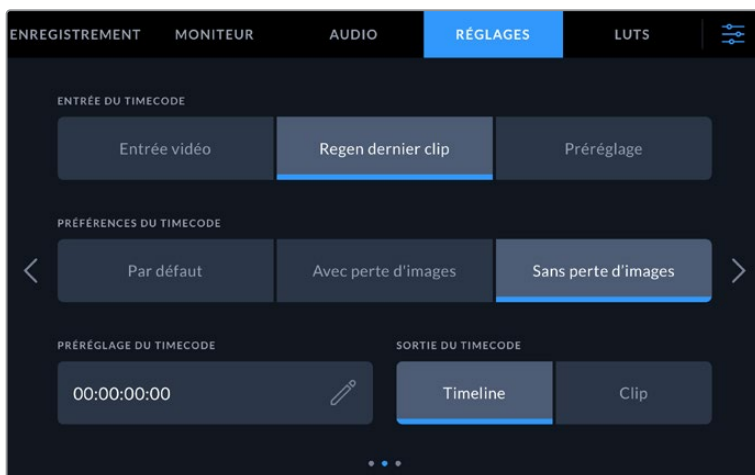 ENREGISTREMENT MONITEUR AUDIO RÉGLAGES LUTS
ENTRÉE DU TIMECODE
Entrée vidéo Regen dernier clip Préréglage
PRÉFÉRENCES DU TIMECODE
Par défaut Avec perte d'images Sans perte d'images
PRÉRÉGLAGE DU TIMECODE SORTIE DU TIMECODE
00:00:00:00 Timeline Clip